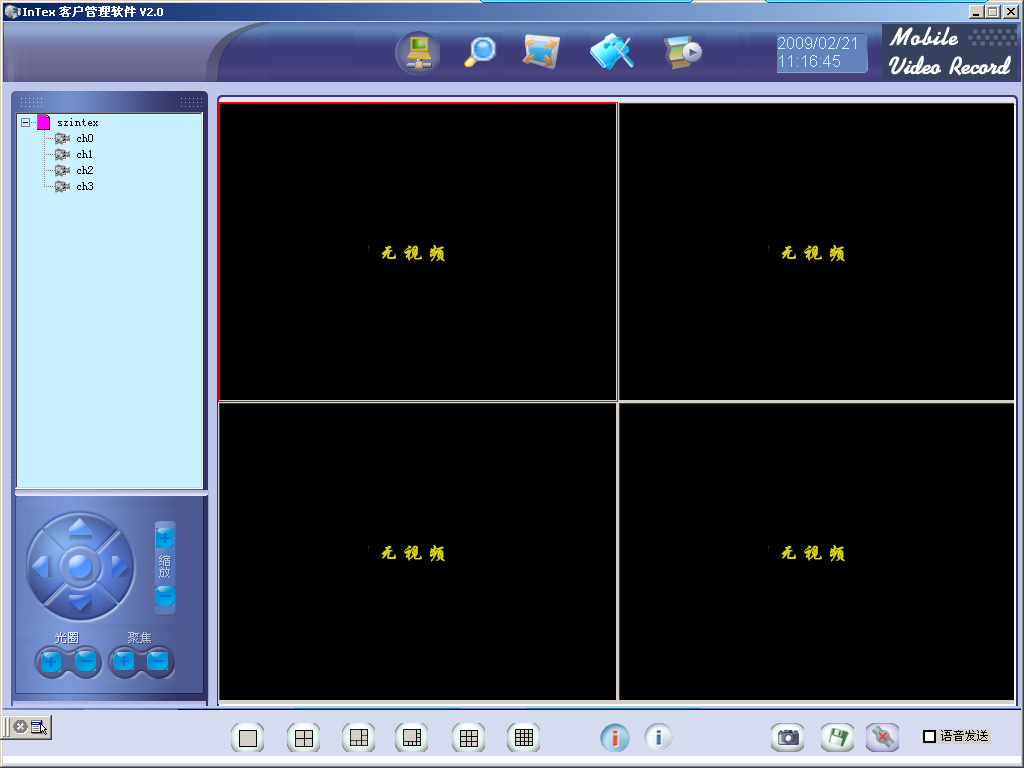 InTex 客户管理软件 V2.0
2009/02/21
11:16:45
Mobile
Video Record
szintex
ch0
ch1
ch2
ch3
无视频
无视频
无视频
无视频
缩放
光圈
聚焦
语音发送